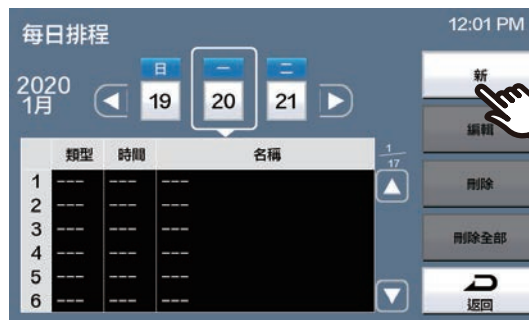 每日排程
12:01 PM
2020
1月
日
19
一
20
二
21
新
編輯
刪除
刪除全部
返回
類型 時間 名稱
1/17
1 --- --- ---
2 --- --- ---
3 --- --- ---
4 --- --- ---
5 --- --- ---
6 --- --- ---